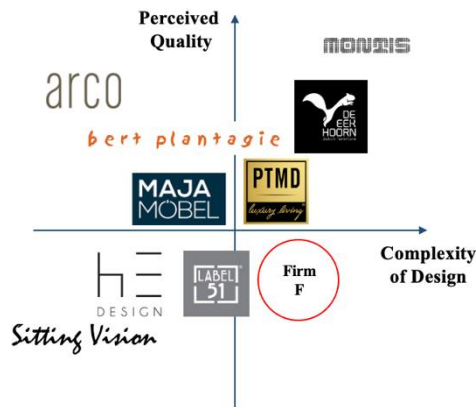 Perceived
Quality
MONTIS
arco
DE
EEK
HOORN
bert plantagie
MAJA
MÖBEL
PTMD
luxury living
Complexity
of Design
hE
DESIGN
LABEL
51
Firm
F
Sitting Vision